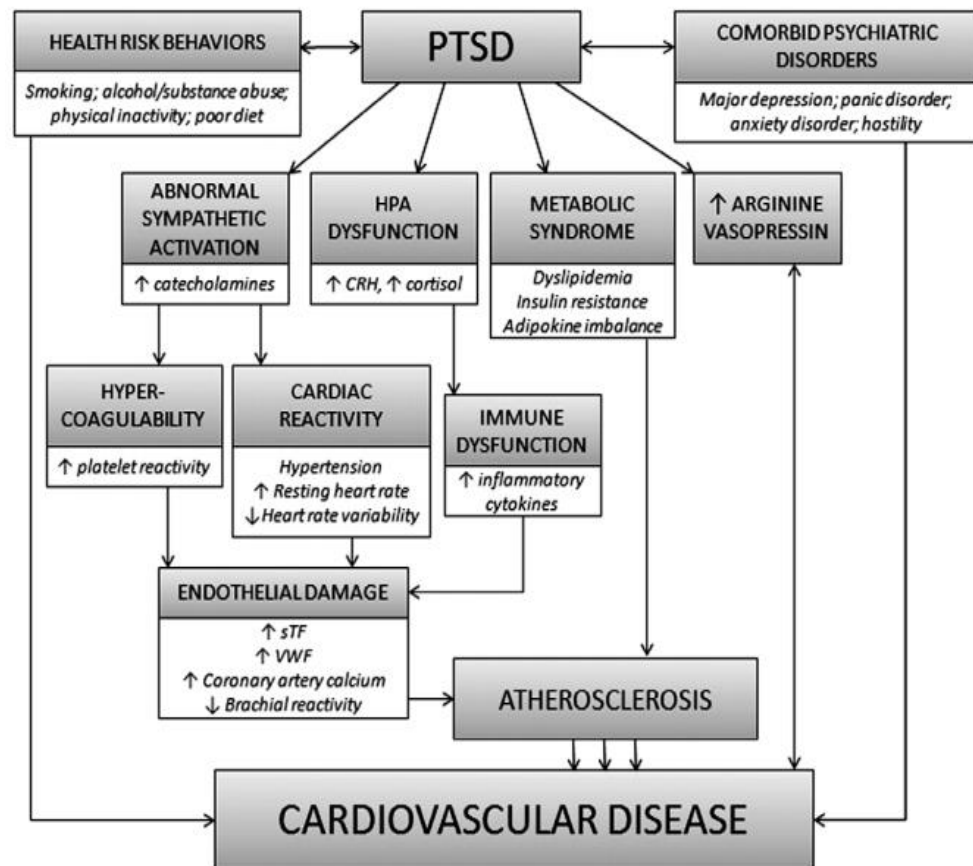 HEALTH RISK BEHAVIORS
Smoking; alcohol/substance abuse;
physical inactivity; poor diet
PTSD
COMORBID PSYCHIATRIC
DISORDERS
Major depression; panic disorder;
anxiety disorder; hostility
ABNORMAL
SYMPATHETIC
ACTIVATION
↑ catecholamines
HPA
DYSFUNCTION
↑ CRH, ↑ cortisol
METABOLIC
SYNDROME
Dyslipidemia
Insulin resistance
Adipokine imbalance
↑ ARGININE
VASOPRESSIN
HYPER-
COAGULABILITY
↑ platelet reactivity
CARDIAC
REACTIVITY
Hypertension
↑ Resting heart rate
↓ Heart rate variability
IMMUNE
DYSFUNCTION
↑ inflammatory
cytokines
ENDOTHELIAL DAMAGE
↑ sTF
↑ VWF
↑ Coronary artery calcium
↓ Brachial reactivity
ATHEROSCLEROSIS
CARDIOVASCULAR DISEASE